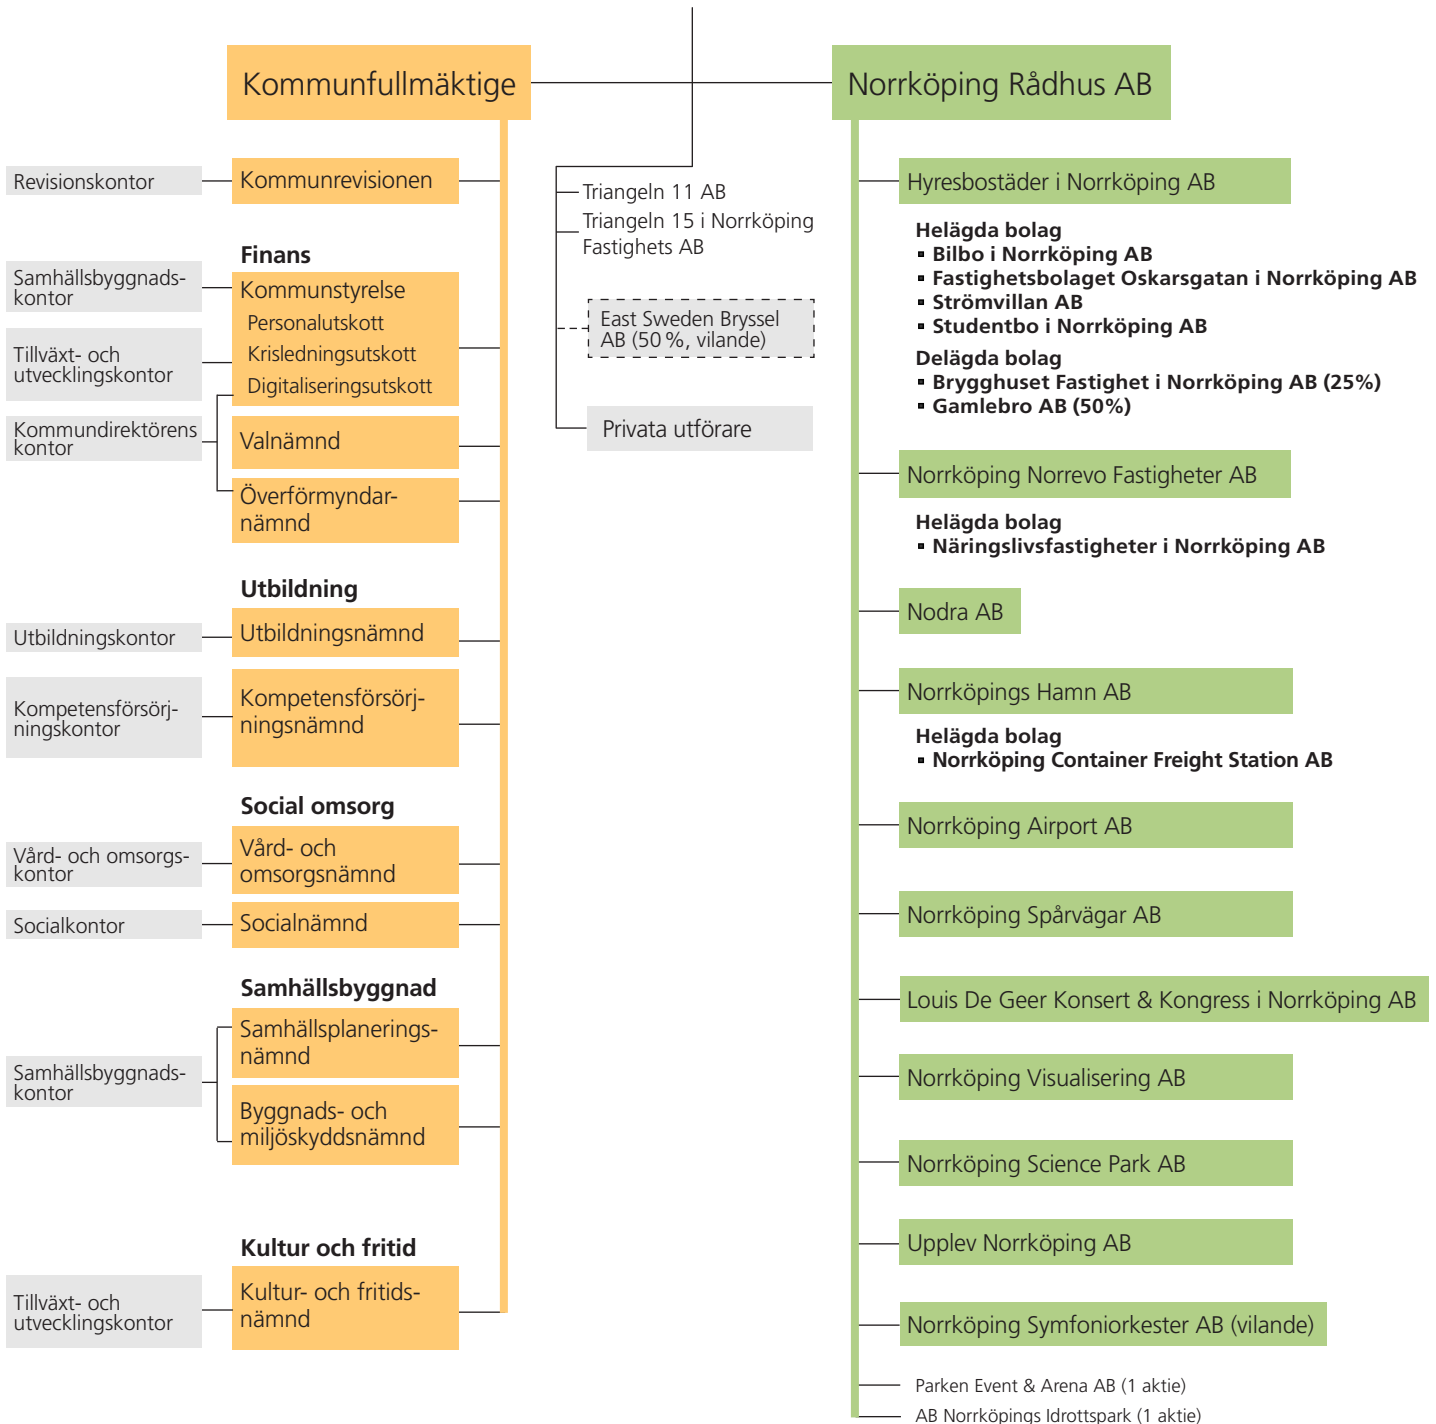 Kommunfullmäktige
Norrköping Rådhus AB
Revisionskontor
Kommunrevisionen
Finans
Samhällsbyggnads-
kontor
Kommunstyrelse
Personalutskott
Krisledningsutskott
Digitaliseringsutskott
Tillväxt- och
utvecklingskontor
Kommundirektörens
kontor
Valnämnd
Överförmyndar-
nämnd
Utbildning
Utbildningskontor
Utbildningsnämnd
Kompetensförsörj-
ningskontor
Kompetensförsörj-
ningsnämnd
Social omsorg
Vård- och omsorgs-
kontor
Vård- och
omsorgsnämnd
Socialkontor
Socialnämnd
Samhällsbyggnad
Samhällsbyggnads-
kontor
Samhällsplanerings-
nämnd
Byggnads- och
miljöskyddsnämnd
Kultur och fritid
Tillväxt- och
utvecklingskontor
Kultur- och fritids-
nämnd
Triangeln 11 AB
Triangeln 15 i Norrköping
Fastighets AB
East Sweden Bryssel
AB (50 %, vilande)
Privata utförare
Hyresbostäder i Norrköping AB
Helägda bolag
▪ Bilbo i Norrköping AB
▪ Fastighetsbolaget Oskarsgatan i Norrköping AB
▪ Strömvillan AB
▪ Studentbo i Norrköping AB
Delägda bolag
▪ Brygghuset Fastighet i Norrköping AB (25%)
▪ Gamlebro AB (50%)
Norrköping Norrevo Fastigheter AB
Helägda bolag
▪ Näringslivsfastigheter i Norrköping AB
Nodra AB
Norrköpings Hamn AB
Helägda bolag
▪ Norrköping Container Freight Station AB
Norrköping Airport AB
Norrköping Spårvägar AB
Louis De Geer Konsert & Kongress i Norrköping AB
Norrköping Visualisering AB
Norrköping Science Park AB
Upplev Norrköping AB
Norrköping Symfoniorkester AB (vilande)
Parken Event & Arena AB (1 aktie)
AB Norrköpings Idrottspark (1 aktie)